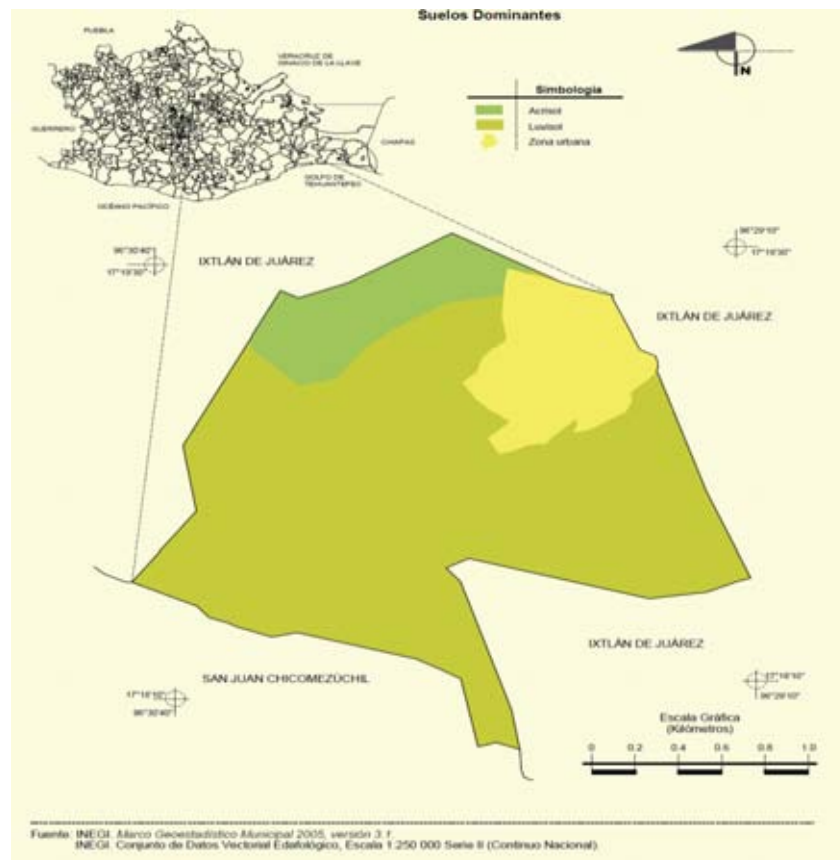 Suelos Dominantes
PUEBLA
VERACRUZ DE
IGNACIO DE LA LLAVE
GUERRERO
CHIAPAS
GOLFO DE
TEHUANTEPEC
OCÉANO PACÍFICO
N
Simbología
Acrisol
Luvisol
Zona urbana
96°30'40"
17°19'30"
IXTLÁN DE JUÁREZ
96°29'10"
17°19'30"
IXTLÁN DE JUÁREZ
IXTLÁN DE JUÁREZ
SAN JUAN CHICOMEZÚCHIL
17°18'10"
96°30'40"
17°18'10"
96°29'10"
Escala Gráfica
(Kilómetros)
0 0.2 0.4 0.6 0.8 1.0
Fuente: INEGI. Marco Geoestadístico Municipal 2005, versión 3.1.
INEGI. Conjunto de Datos Vectorial Edafológico, Escala 1:250 000 Serie II (Continuo Nacional).